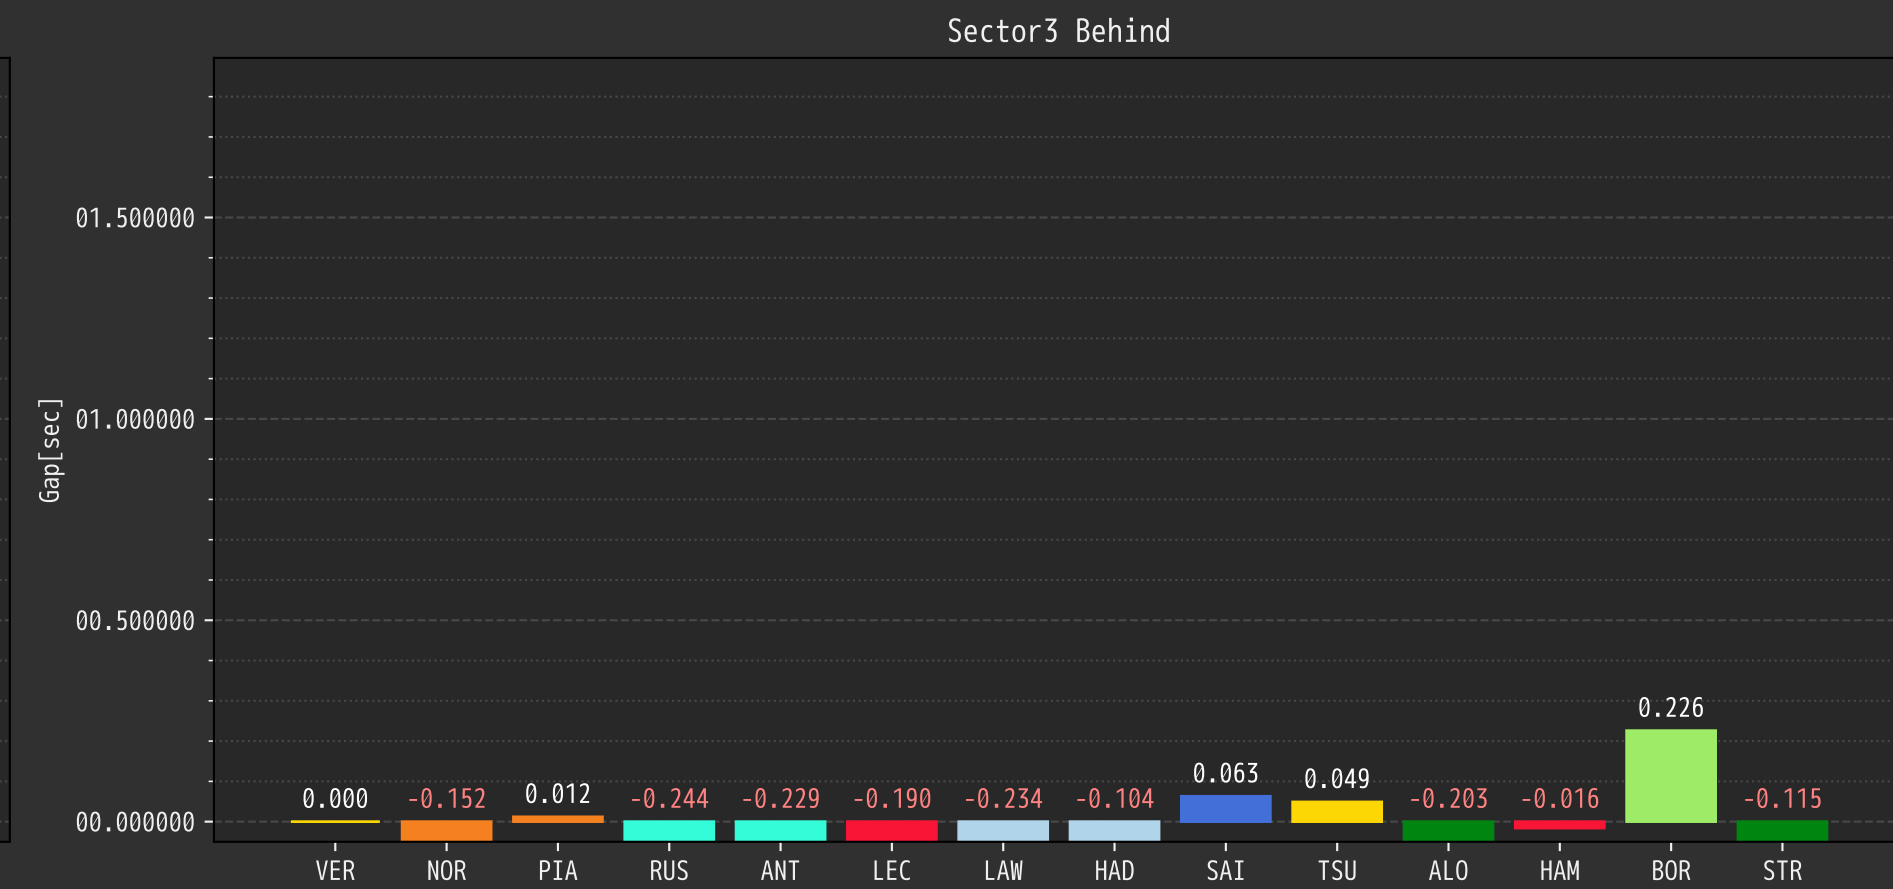 Sector3 Behind
Gap[sec]
01.500000
01.000000
00.500000
00.000000
0.000 -0.152 0.012 -0.244 -0.229 -0.190 -0.234 -0.104 0.063 0.049 -0.203 -0.016 0.226 -0.115
VER NOR PIA RUS ANT LEC LAW HAD SAI TSU ALO HAM BOR STR